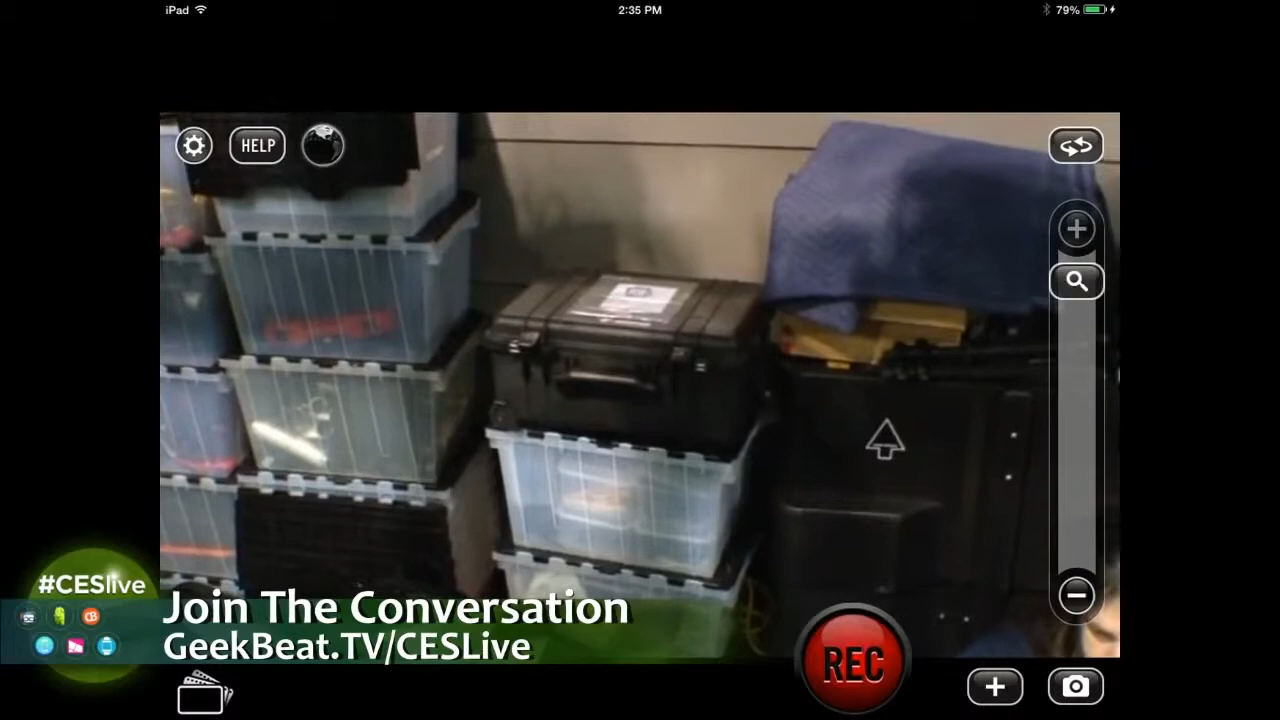 iPad
2:35 PM
79%
HELP
#CESlive
Join The Conversation
GeekBeat.TV/CESLive
REC